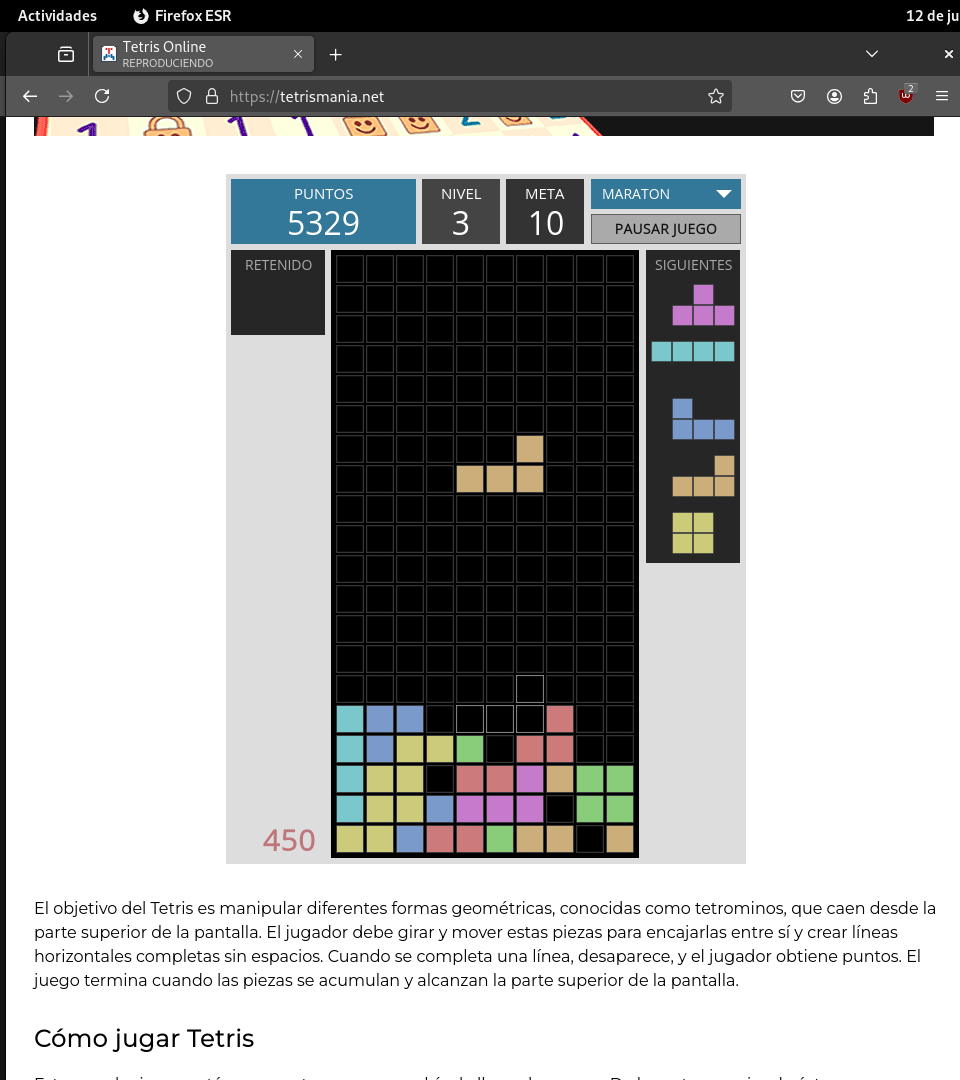 Actividades
Firefox ESR
12 de ju
Tetris Online
REPRODUCIENDO
https://tetrismania.net
2
PUNTOS
5329
NIVEL
3
META
10
MARATON
PAUSAR JUEGO
RETENIDO
SIGUIENTES
450
El objetivo del Tetris es manipular diferentes formas geométricas, conocidas como tetrominos, que caen desde la
parte superior de la pantalla. El jugador debe girar y mover estas piezas para encajarlas entre sí y crear líneas
horizontales completas sin espacios. Cuando se completa una línea, desaparece, y el jugador obtiene puntos. El
juego termina cuando las piezas se acumulan y alcanzan la parte superior de la pantalla.
Cómo jugar Tetris